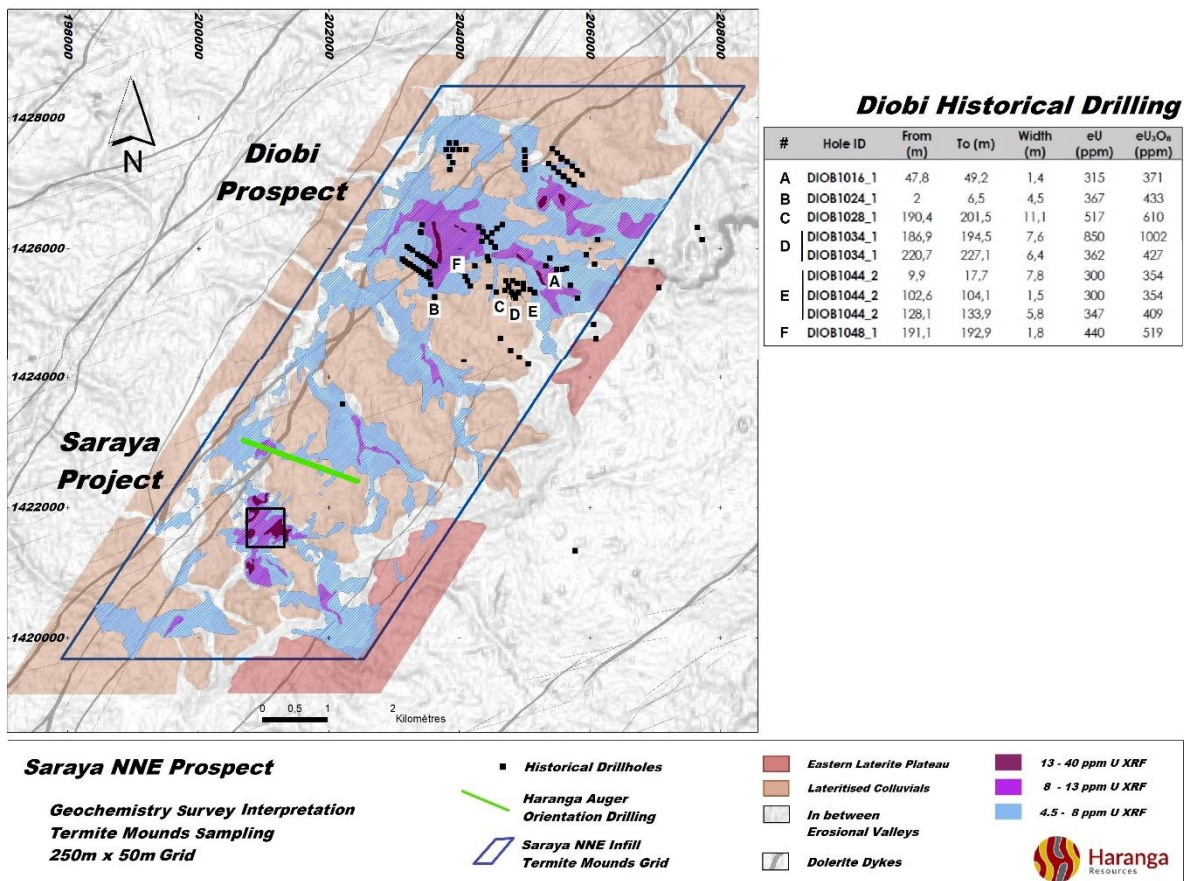 198000 200000 202000 204000 206000 208000
1428000
1426000
1424000
1422000
1420000
N
Diobi
Prospect
Saraya
Project
F
A
B
C
D
E
0 0,5 1 2
Kilomètres
Diobi Historical Drilling
# Hole ID From (m) To (m) Width (m) eU (ppm) eU₃O₈ (ppm)
A DIOB1016_1 47,8 49,2 1,4 315 371
B DIOB1024_1 2 6,5 4,5 367 433
C DIOB1028_1 190,4 201,5 11,1 517 610
D DIOB1034_1 186,9 194,5 7,6 850 1002
DIOB1034_1 220,7 227,1 6,4 362 427
E DIOB1044_2 9,9 17,7 7,8 300 354
DIOB1044_2 102,6 104,1 1,5 300 354
DIOB1044_2 128,1 133,9 5,8 347 409
F DIOB1048_1 191,1 192,9 1,8 440 519
Saraya NNE Prospect
Geochemistry Survey Interpretation
Termite Mounds Sampling
250m x 50m Grid
Historical Drillholes
Haranga Auger
Orientation Drilling
Saraya NNE Infill
Termite Mounds Grid
Eastern Laterite Plateau
Lateritised Colluvials
In between
Erosional Valleys
Dolerite Dykes
13 - 40 ppm U XRF
8 - 13 ppm U XRF
4.5 - 8 ppm U XRF
Haranga
Resources